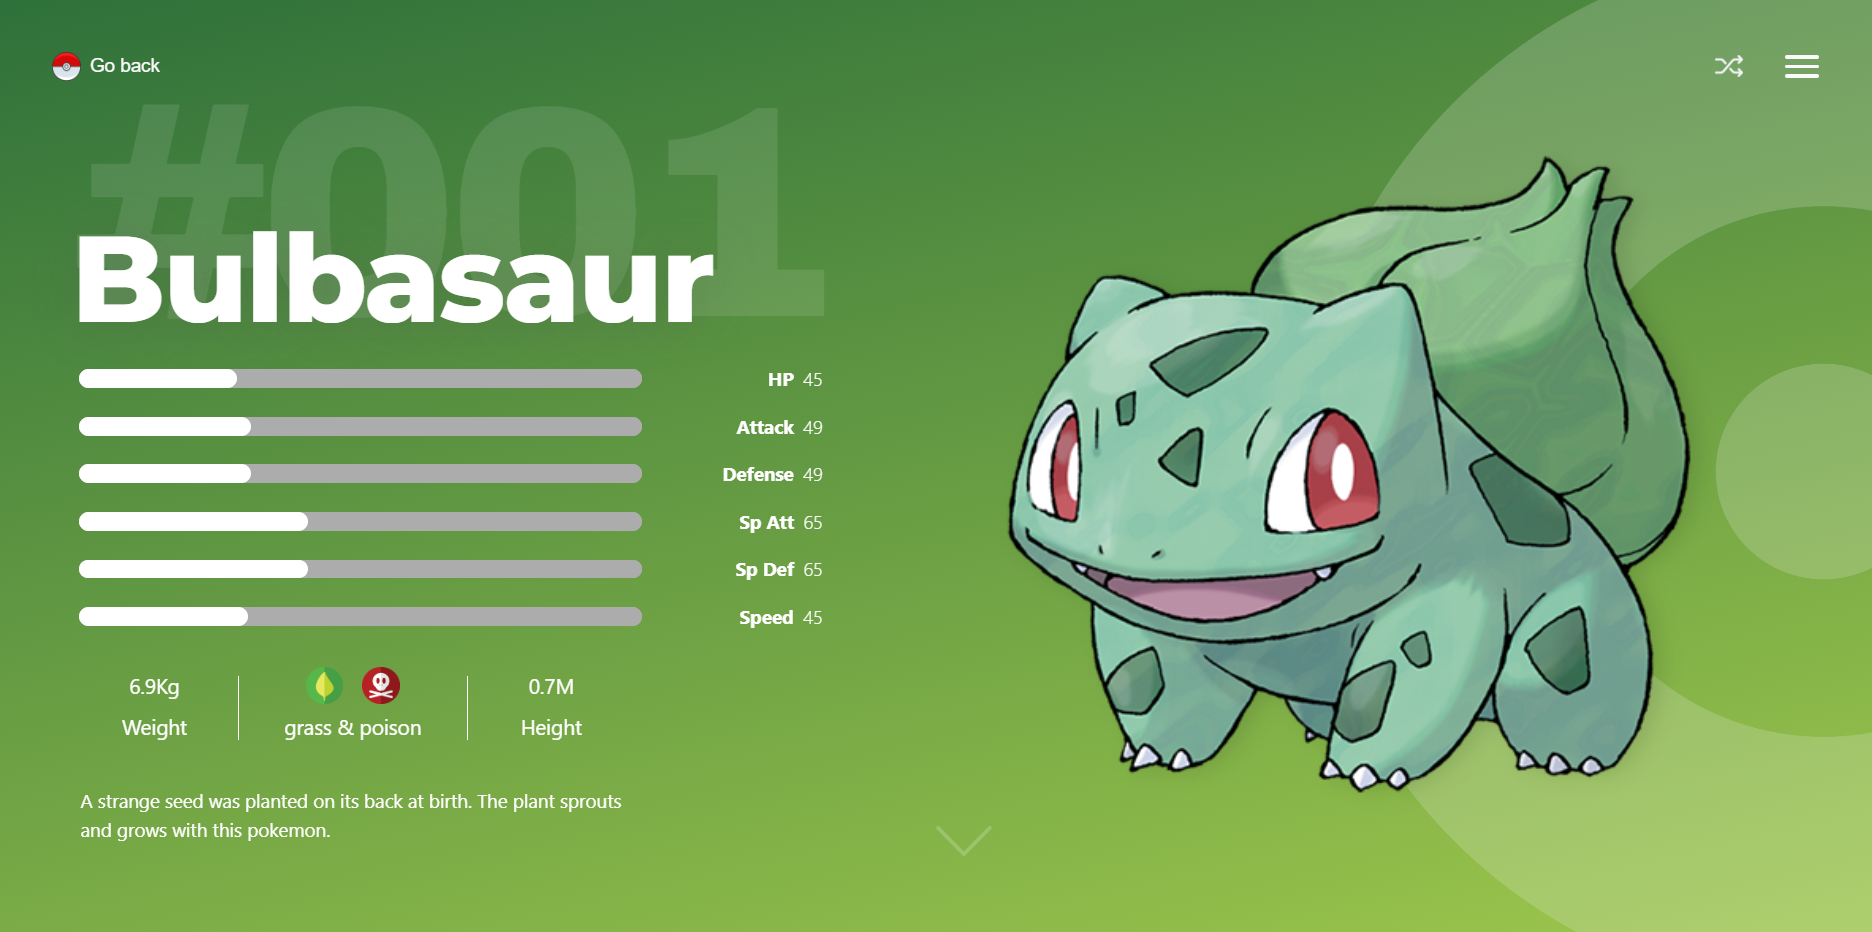 Go back
#001
Bulbasaur
HP 45
Attack 49
Defense 49
Sp Att 65
Sp Def 65
Speed 45
6.9Kg
Weight
grass & poison
0.7M
Height
A strange seed was planted on its back at birth. The plant sprouts
and grows with this pokemon.